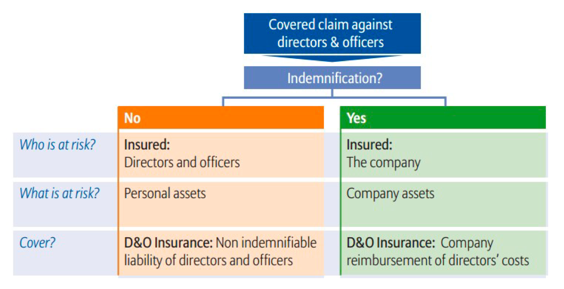 Covered claim against
directors & officers
Indemnification?
No
Yes
Who is at risk?
Insured:
Directors and officers
Insured:
The company
What is at risk?
Personal assets
Company assets
Cover?
D&O Insurance: Non indemnifiable
liability of directors and officers
D&O Insurance: Company
reimbursement of directors' costs